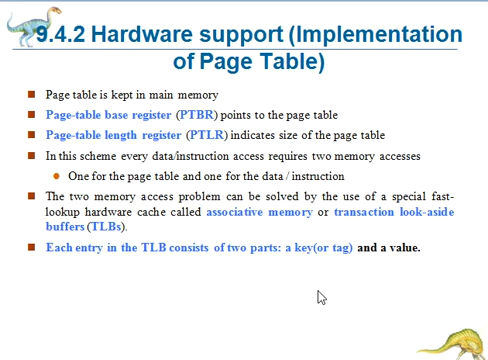 9.4.2 Hardware support (Implementation
of Page Table)
Page table is kept in main memory
Page-table base register (PTBR) points to the page table
Page-table length register (PTLR) indicates size of the page table
In this scheme every data/instruction access requires two memory accesses
One for the page table and one for the data / instruction
The two memory access problem can be solved by the use of a special fast-
lookup hardware cache called associative memory or transaction look-aside
buffers (TLBs).
Each entry in the TLB consists of two parts: a key(or tag) and a value.